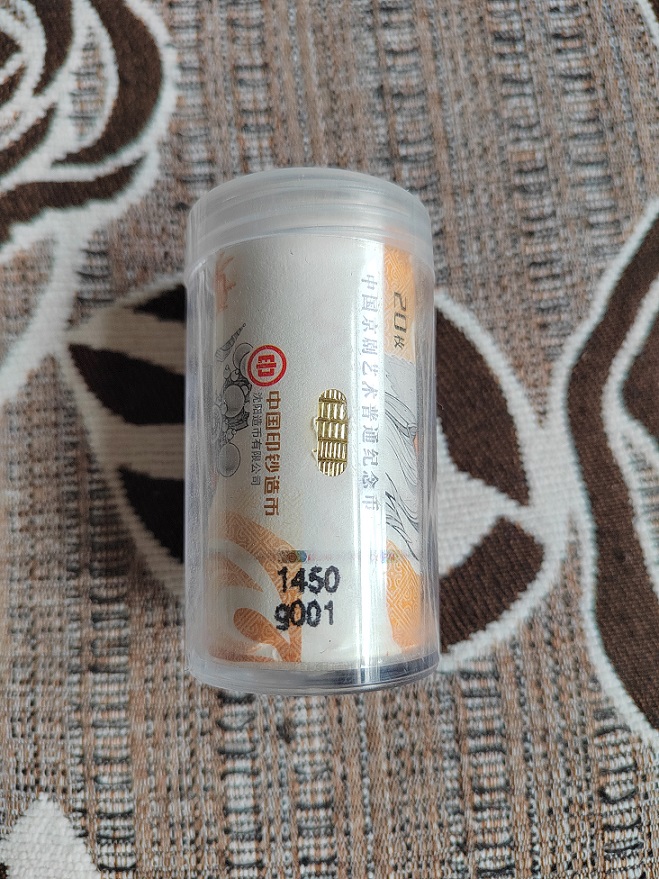 20枚
中国京剧艺术普通纪念币
中国印钞造币
沈阳造币有限公司
1450
g001